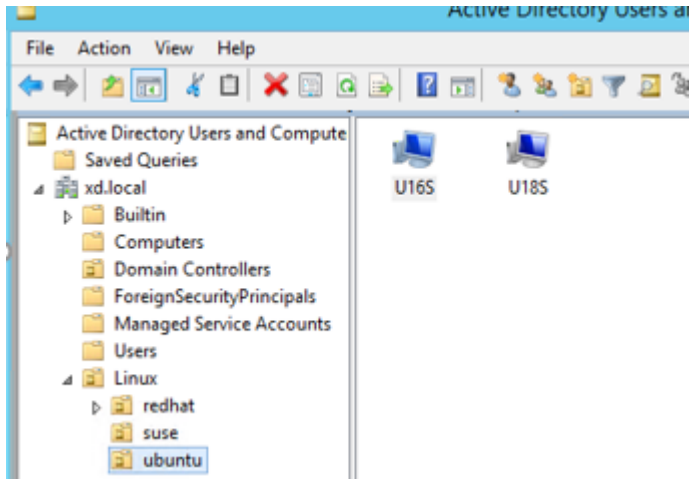 Active Directory Users a
File Action View Help
Active Directory Users and Compute
Saved Queries
xd.local
Builtin
Computers
Domain Controllers
ForeignSecurityPrincipals
Managed Service Accounts
Users
Linux
redhat
suse
ubuntu
U16S U18S